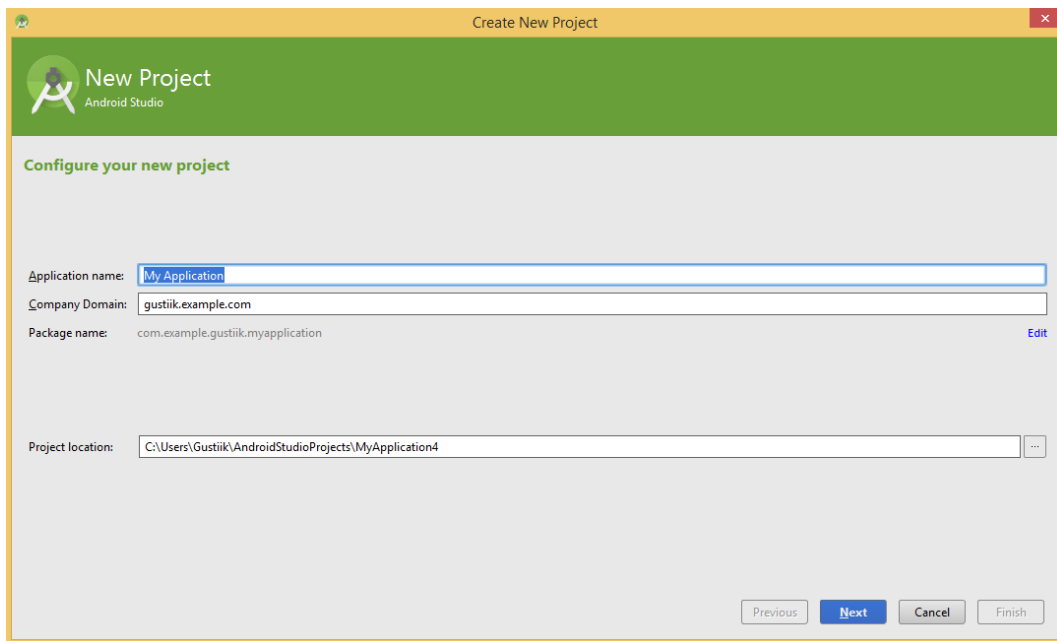 Create New Project
New Project
Android Studio
Configure your new project
Application name: My Application
Company Domain: gustiik.example.com
Package name: com.example.gustiik.myapplication Edit
Project location: C:\Users\Gustiik\AndroidStudioProjects\MyApplication4 ...
Previous Next Cancel Finish